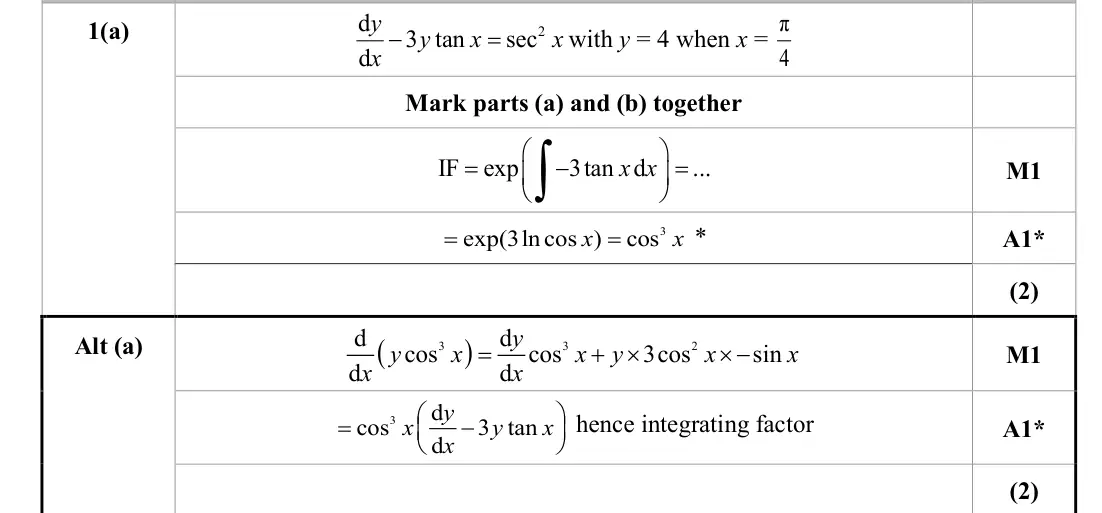 1(a)
dy/dx − 3y tan x = sec² x with y = 4 when x = π/4
Mark parts (a) and (b) together
IF = exp(∫ −3 tan x dx) = ... M1
= exp(3 ln cos x) = cos³ x * A1*
(2)
Alt (a)
d/dx (y cos³ x) = dy/dx cos³ x + y × 3cos² x × −sin x M1
= cos³ x (dy/dx − 3y tan x) hence integrating factor A1*
(2)